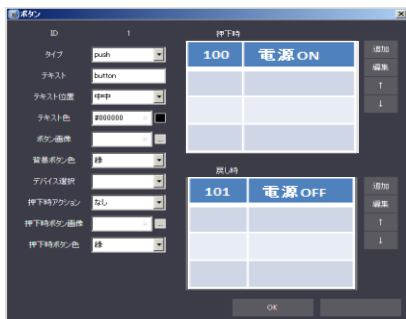 ボタン
ID 1
タイプ push
テキスト button
テキスト位置 中中
テキスト色 #000000
ボタン画像
背景ボタン色 緑
デバイス選択
押下時アクション なし
押下時ボタン画像
押下時ボタン色 緑
押下時
100 電源ON
追加
編集
↑
↓
戻し時
101 電源OFF
追加
編集
↑
↓
OK